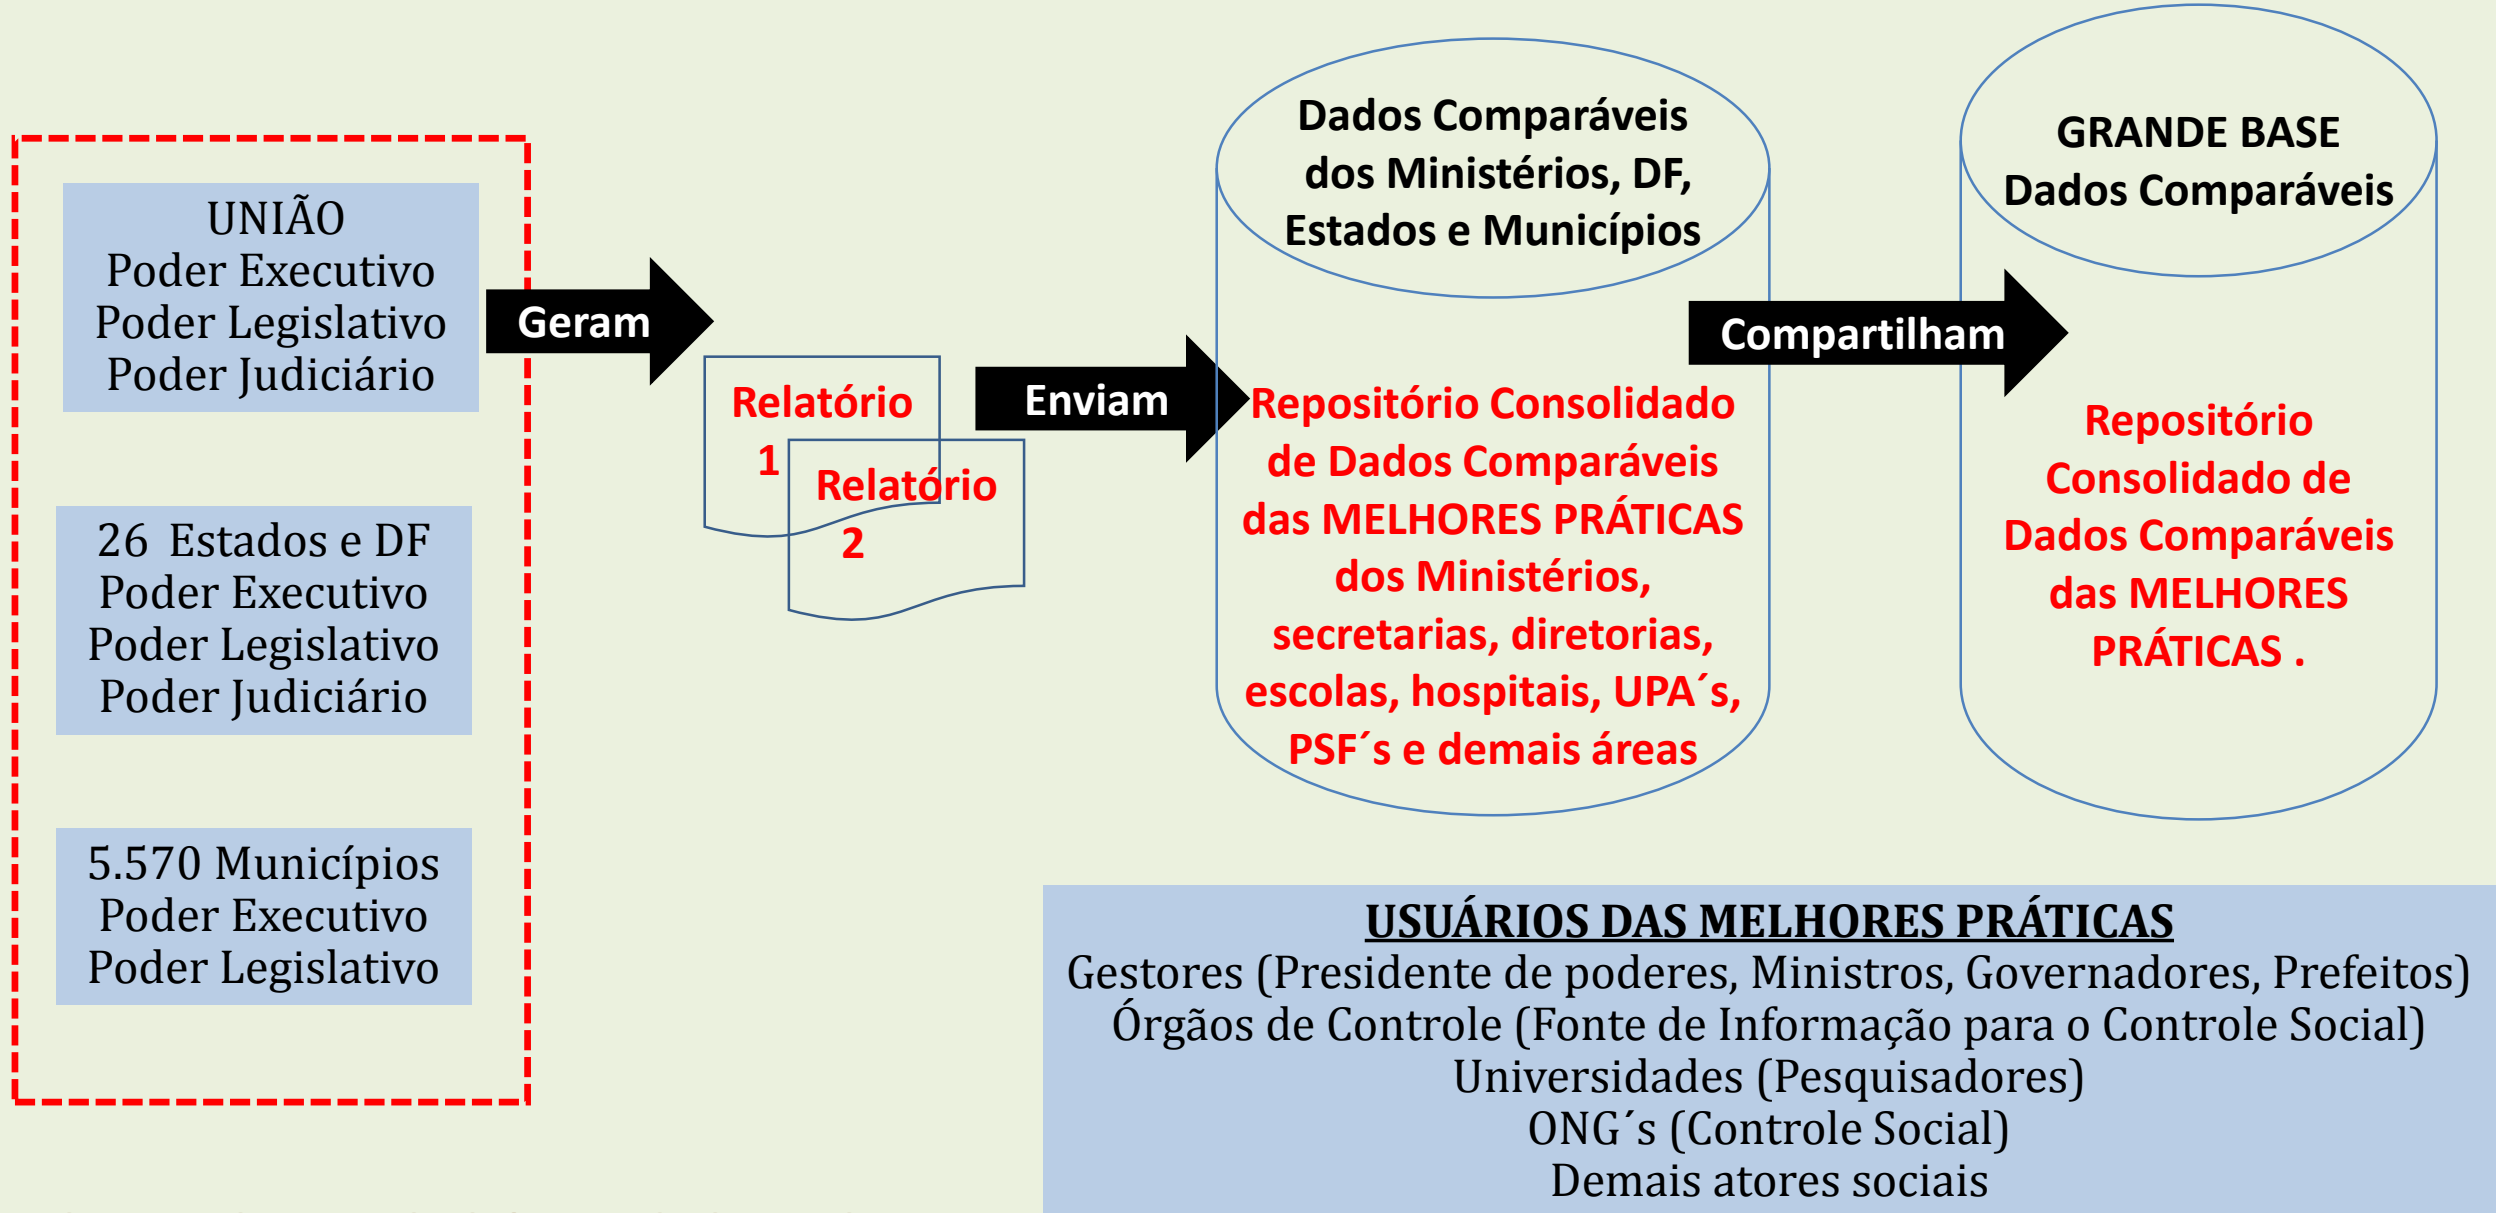 UNIÃO
Poder Executivo
Poder Legislativo
Poder Judiciário
26 Estados e DF
Poder Executivo
Poder Legislativo
Poder Judiciário
5.570 Municípios
Poder Executivo
Poder Legislativo
Geram
Relatório
1
Relatório
2
Enviam
Dados Comparáveis
dos Ministérios, DF,
Estados e Municípios
Repositório Consolidado
de Dados Comparáveis
das MELHORES PRÁTICAS
dos Ministérios,
secretarias, diretorias,
escolas, hospitais, UPA´s,
PSF´s e demais áreas
Compartilham
GRANDE BASE
Dados Comparáveis
Repositório
Consolidado de
Dados Comparáveis
das MELHORES
PRÁTICAS .
USUÁRIOS DAS MELHORES PRÁTICAS
Gestores (Presidente de poderes, Ministros, Governadores, Prefeitos)
Órgãos de Controle (Fonte de Informação para o Controle Social)
Universidades (Pesquisadores)
ONG´s (Controle Social)
Demais atores sociais